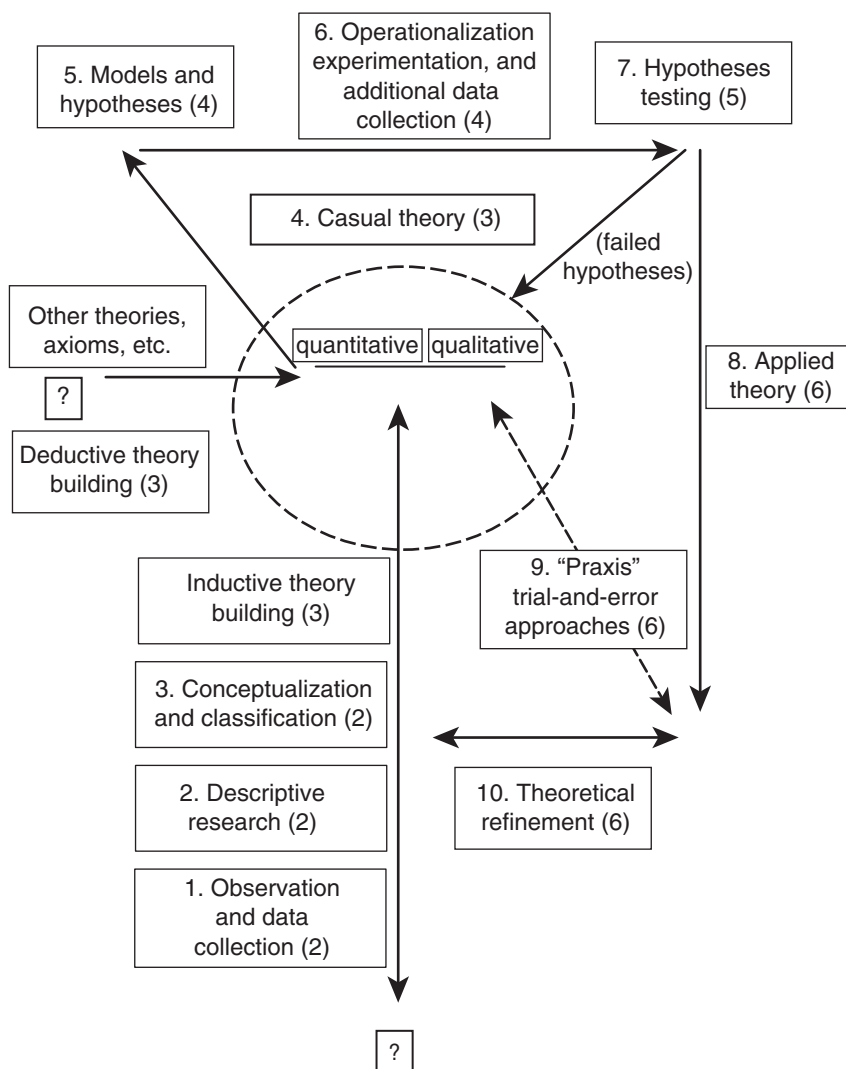 6. Operationalization
experimentation, and
additional data
collection (4)
5. Models and
hypotheses (4)
7. Hypotheses
testing (5)
4. Casual theory (3)
(failed
hypotheses)
Other theories,
axioms, etc.
quantitative
qualitative
?
8. Applied
theory (6)
Deductive theory
building (3)
9. “Praxis”
trial-and-error
approaches (6)
Inductive theory
building (3)
3. Conceptualization
and classification (2)
2. Descriptive
research (2)
10. Theoretical
refinement (6)
1. Observation
and data
collection (2)
?